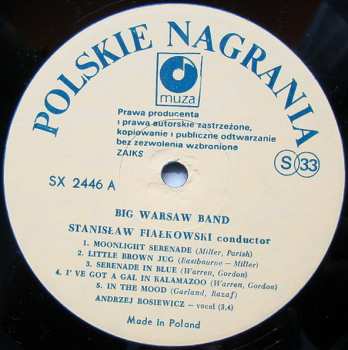 POLSKIE NAGRANIA
muza
Prawa producenta
i prawa autorskie zastrzeżone,
kopiowanie i publiczne odtwarzanie
bez zezwolenia wzbronione
ZAIKS
S 33
SX 2446 A
BIG WARSAW BAND
STANISŁAW FIAŁKOWSKI conductor
1. MOONLIGHT SERENADE (Miller, Parish)
2. LITTLE BROWN JUG (Eastbourne - Miller)
3. SERENADE IN BLUE (Warren, Gordon)
4. I'VE GOT A GAL IN KALAMAZOO (Warren, Gordon)
5. IN THE MOOD (Garland, Razaf)
ANDRZEJ ROSIEWICZ - vocal (3,4)
Made in Poland